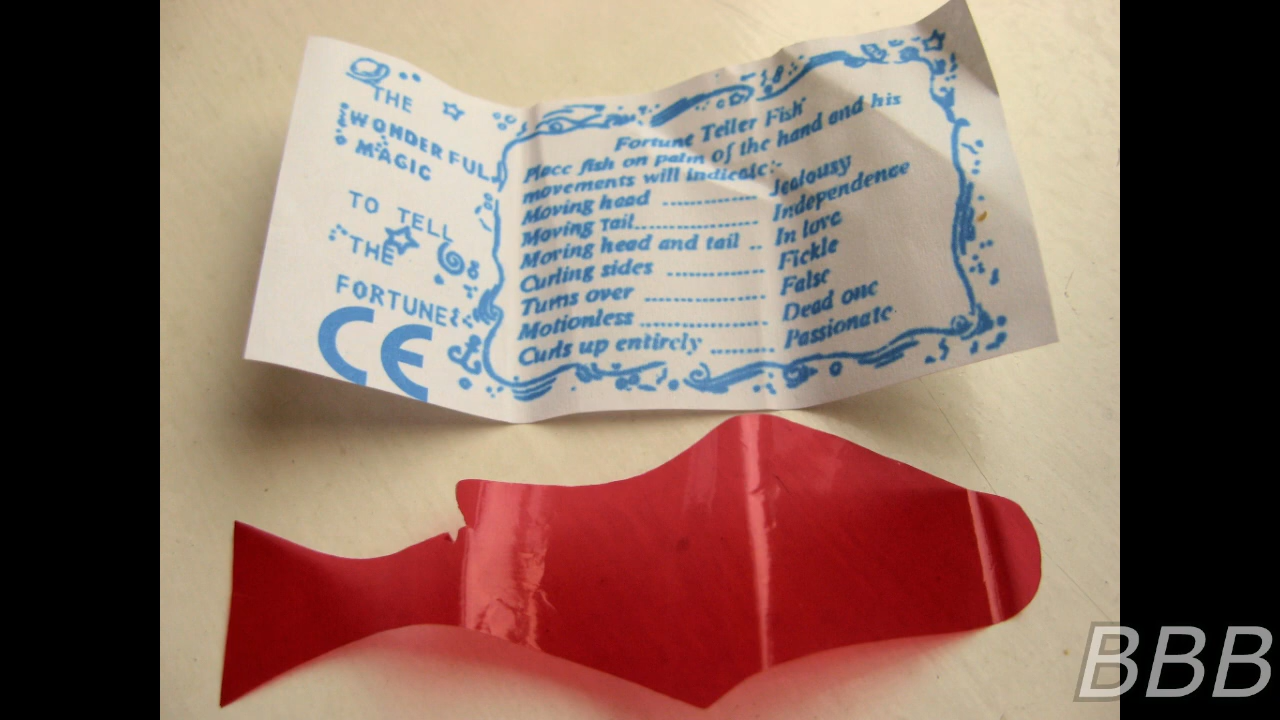 THE
WONDERFUL
MAGIC
TO TELL
THE
FORTUNE
CE
Fortune Teller Fish
Place fish on palm of the hand and his
movements will indicate:-
Moving head .............. Jealousy
Moving Tail.................. Independence
Moving head and tail .. In love
Curling sides .............. Fickle
Turns over .................. False
Motionless .................. Dead one
Curls up entirely ......... Passionate
BBB